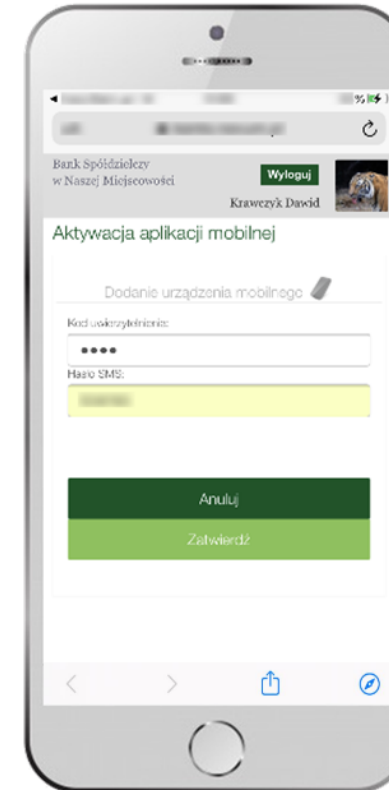 Bank Spółdzielczy
w Naszej Miejscowości
Wyloguj
Krawczyk Dawid
Aktywacja aplikacji mobilnej
Dodanie urządzenia mobilnego
Kod uwierzytelnienia:
Hasło SMS:
Anuluj
Zatwierdź